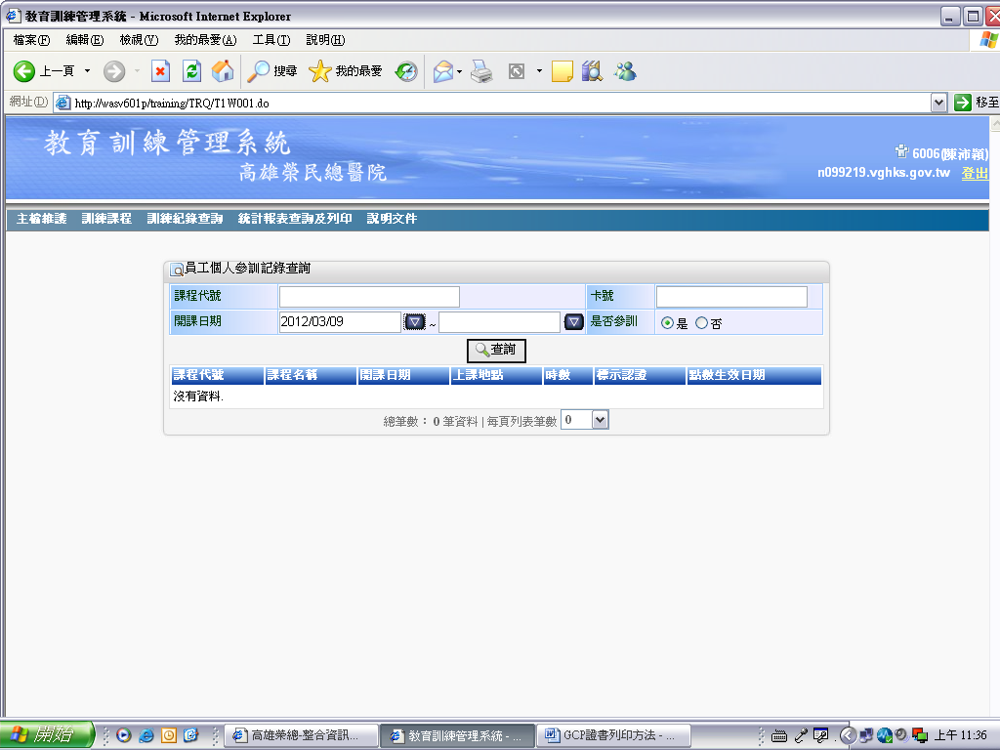 教育訓練管理系統 - Microsoft Internet Explorer
檔案(F) 編輯(E) 檢視(V) 我的最愛(A) 工具(T) 說明(H)
上一頁 搜尋 我的最愛
網址(D) http://wasv601p/training/TRQ/T1W001.do 移至
教育訓練管理系統
高雄榮民總醫院
6006(陳沛穎)
n099219.vghks.gov.tw 登出
主檔維護 訓練課程 訓練紀錄查詢 統計報表查詢及列印 說明文件
員工個人參訓記錄查詢
課程代號 卡號
開課日期 2012/03/09 ~ 是否參訓 是 否
查詢
課程代號 課程名稱 開課日期 上課地點 時數 標示認證 點數生效日期
沒有資料.
總筆數： 0 筆資料 | 每頁列表筆數 0
開始 高雄榮總-整合資訊... 教育訓練管理系統 - ... GCP證書列印方法 - ... 上午 11:36